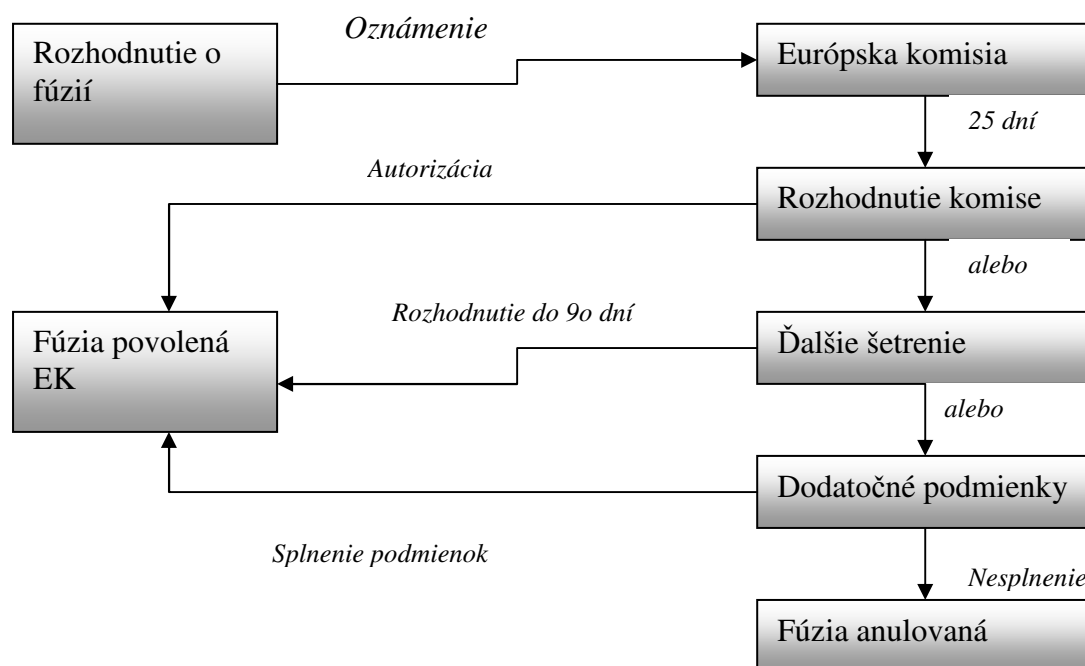 Oznámenie
Rozhodnutie o
fúzií
Európska komisia
25 dní
Autorizácia
Rozhodnutie komise
alebo
Rozhodnutie do 9o dní
Fúzia povolená
EK
Ďalšie šetrenie
alebo
Dodatočné podmienky
Splnenie podmienok
Nesplnenie
Fúzia anulovaná